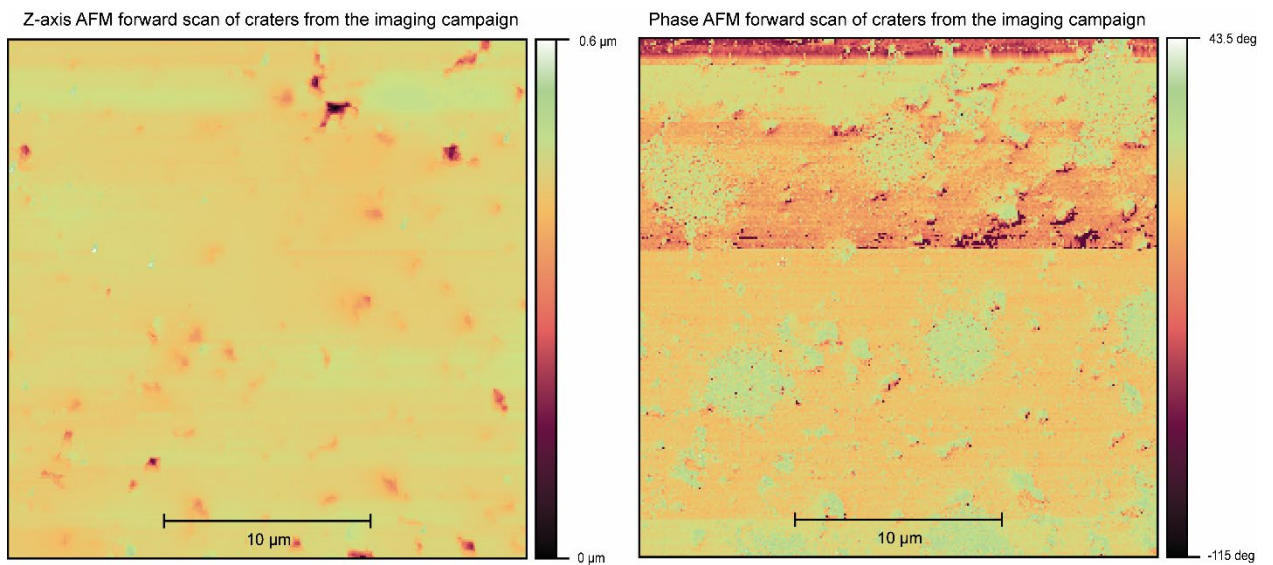 Z-axis AFM forward scan of craters from the imaging campaign
0.6 µm
10 µm
0 µm
Phase AFM forward scan of craters from the imaging campaign
43.5 deg
10 µm
-115 deg